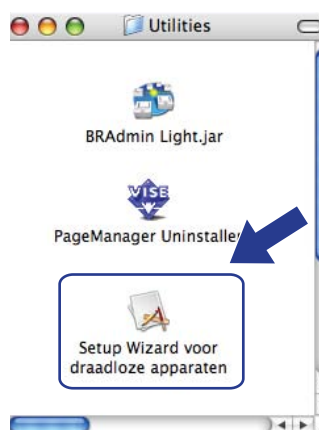 Utilities
BRAdmin Light.jar
VISE
PageManager Uninstaller
Setup Wizard voor
draadloze apparaten